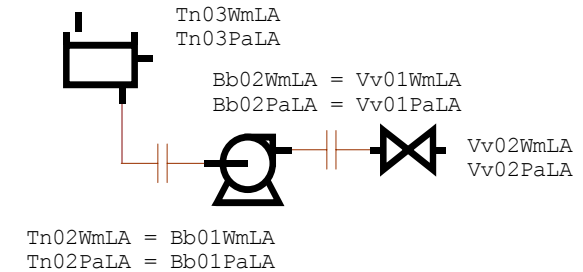 Tn03WmLA
Tn03PaLA
Bb02WmLA = Vv01WmLA
Bb02PaLA = Vv01PaLA
Vv02WmLA
Vv02PaLA
Tn02WmLA = Bb01WmLA
Tn02PaLA = Bb01PaLA